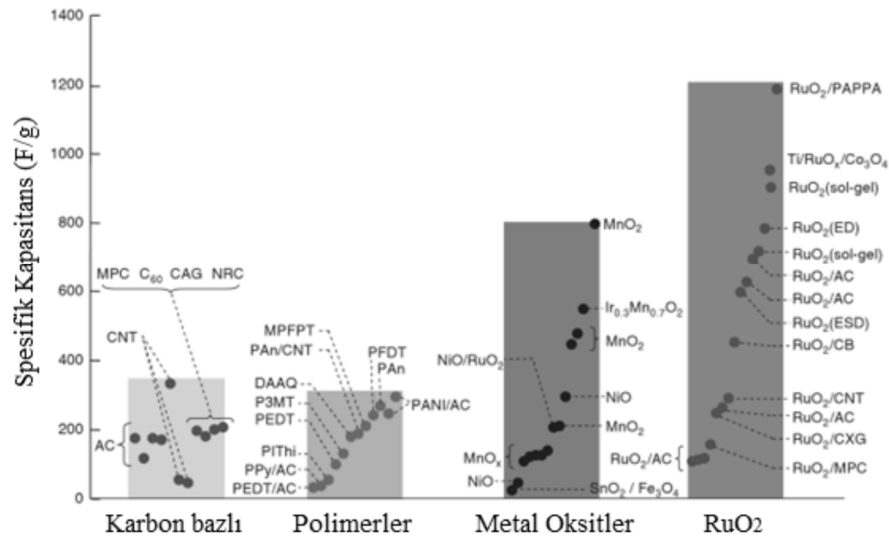 Spesifik Kapasitans (F/g)
1400
1200
1000
800
600
400
200
0
MPC C₆₀ CAG NRC
CNT
AC
Karbon bazlı
MPFPT
PAn/CNT
PFDT
PAn
DAAQ
P3MT
PEDT
PANI/AC
PIThi
PPy/AC
PEDT/AC
Polimerler
MnO₂
Ir₀.₃Mn₀.₇O₂
MnO₂
NiO/RuO₂
NiO
MnO₂
MnOₓ
NiO
SnO₂ / Fe₃O₄
Metal Oksitler
RuO₂/PAPPA
Ti/RuOₓ/Co₃O₄
RuO₂(sol-gel)
RuO₂(ED)
RuO₂(sol-gel)
RuO₂/AC
RuO₂/AC
RuO₂(ESD)
RuO₂/CB
RuO₂/CNT
RuO₂/AC
RuO₂/CXG
RuO₂/AC
RuO₂/MPC
RuO2